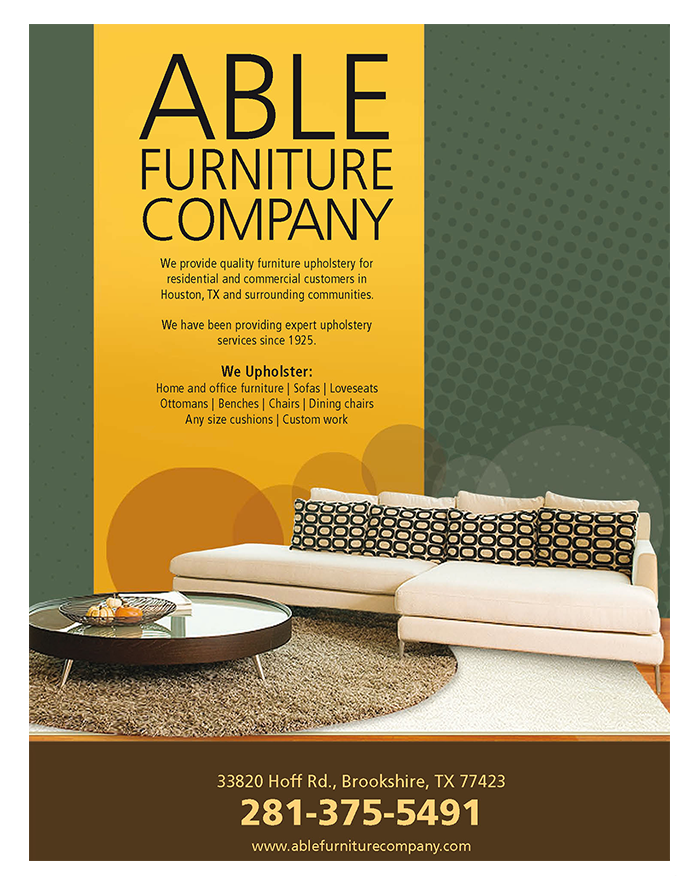 ABLE
FURNITURE
COMPANY
We provide quality furniture upholstery for
residential and commercial customers in
Houston, TX and surrounding communities.
We have been providing expert upholstery
services since 1925.
We Upholster:
Home and office furniture | Sofas | Loveseats
Ottomans | Benches | Chairs | Dining chairs
Any size cushions | Custom work
33820 Hoff Rd., Brookshire, TX 77423
281-375-5491
www.ablefurniturecompany.com